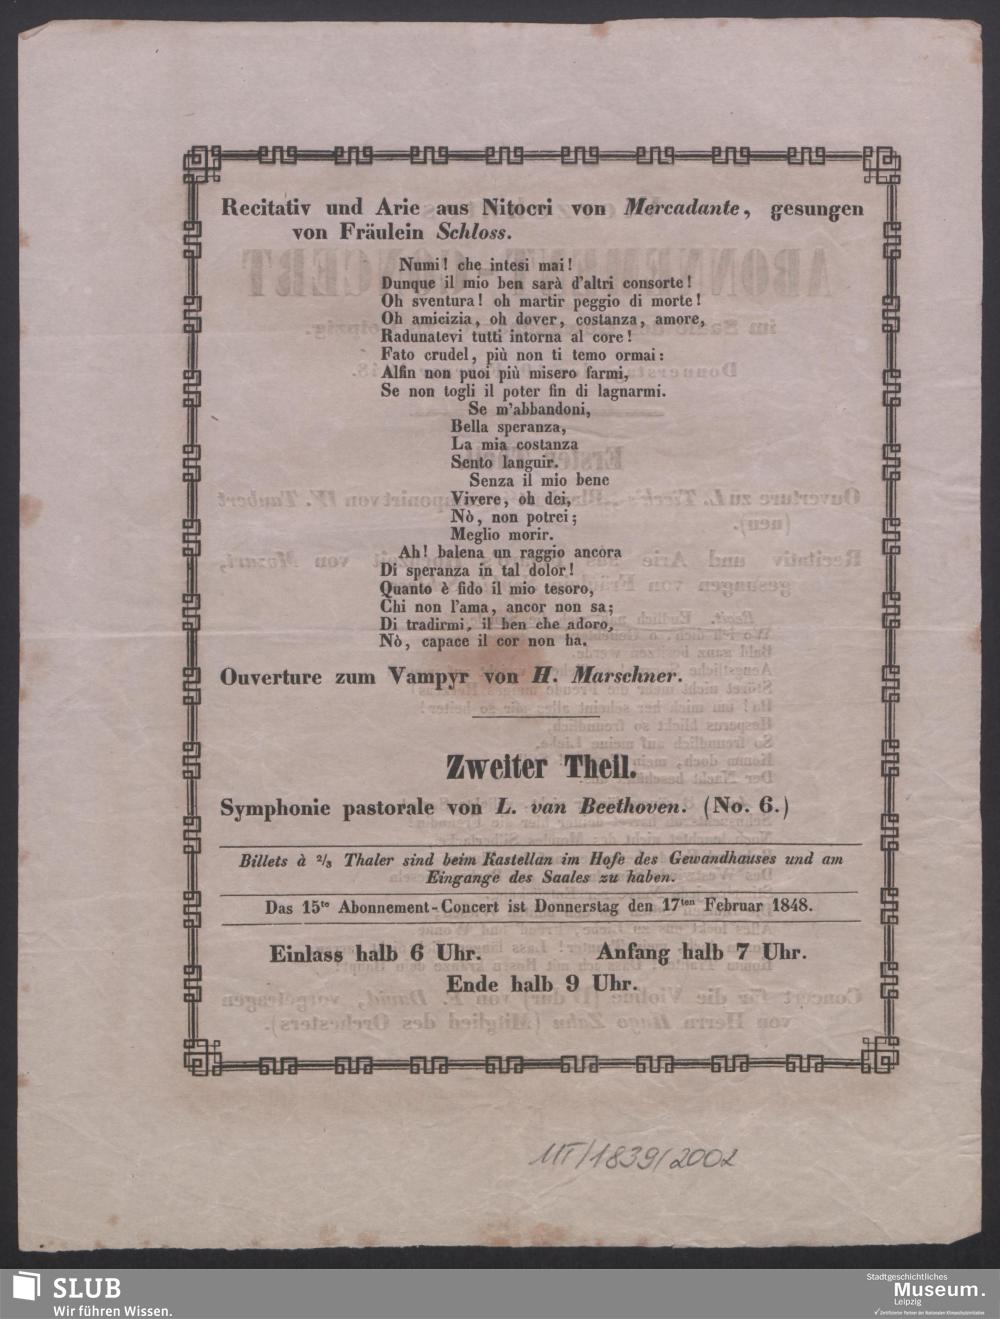 Recitativ und Arie aus Nitocri von Mercadante, gesungen
von Fräulein Schloss.
Numi! che intesi mai!
Dunque il mio ben sarà d'altri consorte!
Oh sventura! oh martir peggio di morte!
Oh amicizia, oh dover, costanza, amore,
Radunatevi tutti intorna al core!
Fato crudel, più non ti temo ormai:
Alfin non puoi più misero farmi,
Se non togli il poter fin di lagnarmi.
Se m'abbandoni,
Bella speranza,
La mia costanza
Sento languir.
Senza il mio bene
Vivere, oh dei,
Nò, non potrei;
Meglio morir.
Ah! balena un raggio ancora
Di speranza in tal dolor!
Quanto è fido il mio tesoro,
Chi non l'ama, ancor non sa;
Di tradirmi, il ben che adoro,
Nò, capace il cor non ha.
Ouverture zum Vampyr von H. Marschner.
Zweiter Theil.
Symphonie pastorale von L. van Beethoven. (No. 6.)
Billets à 2/3 Thaler sind beim Kastellan im Hofe des Gewandhauses und am
Eingange des Saales zu haben.
Das 15te Abonnement-Concert ist Donnerstag den 17ten Februar 1848.
Einlass halb 6 Uhr. Anfang halb 7 Uhr.
Ende halb 9 Uhr.
MT/1839/2002
SLUB
Wir führen Wissen.
Stadtgeschichtliches
Museum.
Leipzig
Zertifizierter Partner der Nationalen Klimaschutzinitiative